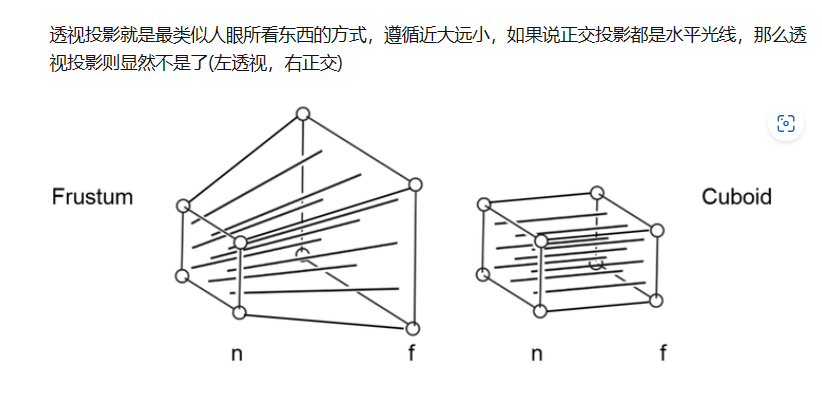 透视投影就是最类似人眼所看东西的方式，遵循近大远小，如果说正交投影都是水平光线，那么透
视投影则显然不是了(左透视，右正交)
Frustum
Cuboid
n
f
n
f